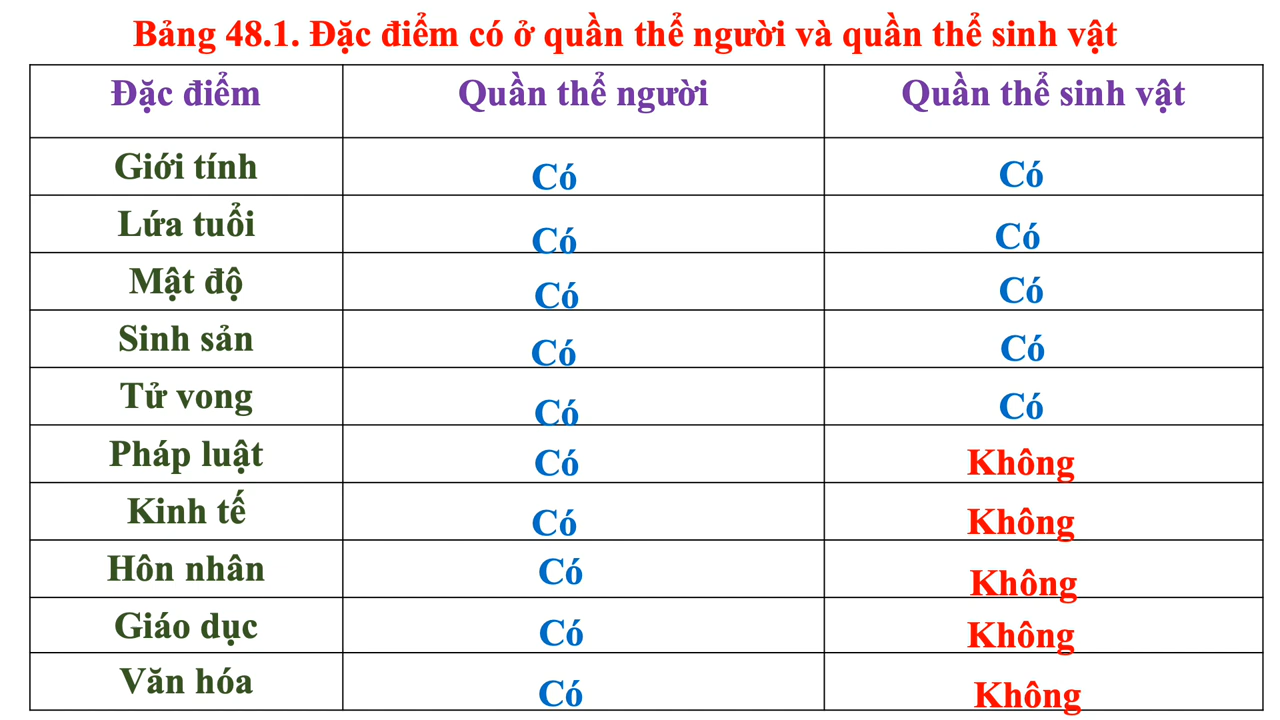 Bảng 48.1. Đặc điểm có ở quần thể người và quần thể sinh vật
Đặc điểm Quần thể người Quần thể sinh vật
Giới tính Có Có
Lứa tuổi Có Có
Mật độ Có Có
Sinh sản Có Có
Tử vong Có Có
Pháp luật Có Không
Kinh tế Có Không
Hôn nhân Có Không
Giáo dục Có Không
Văn hóa Có Không